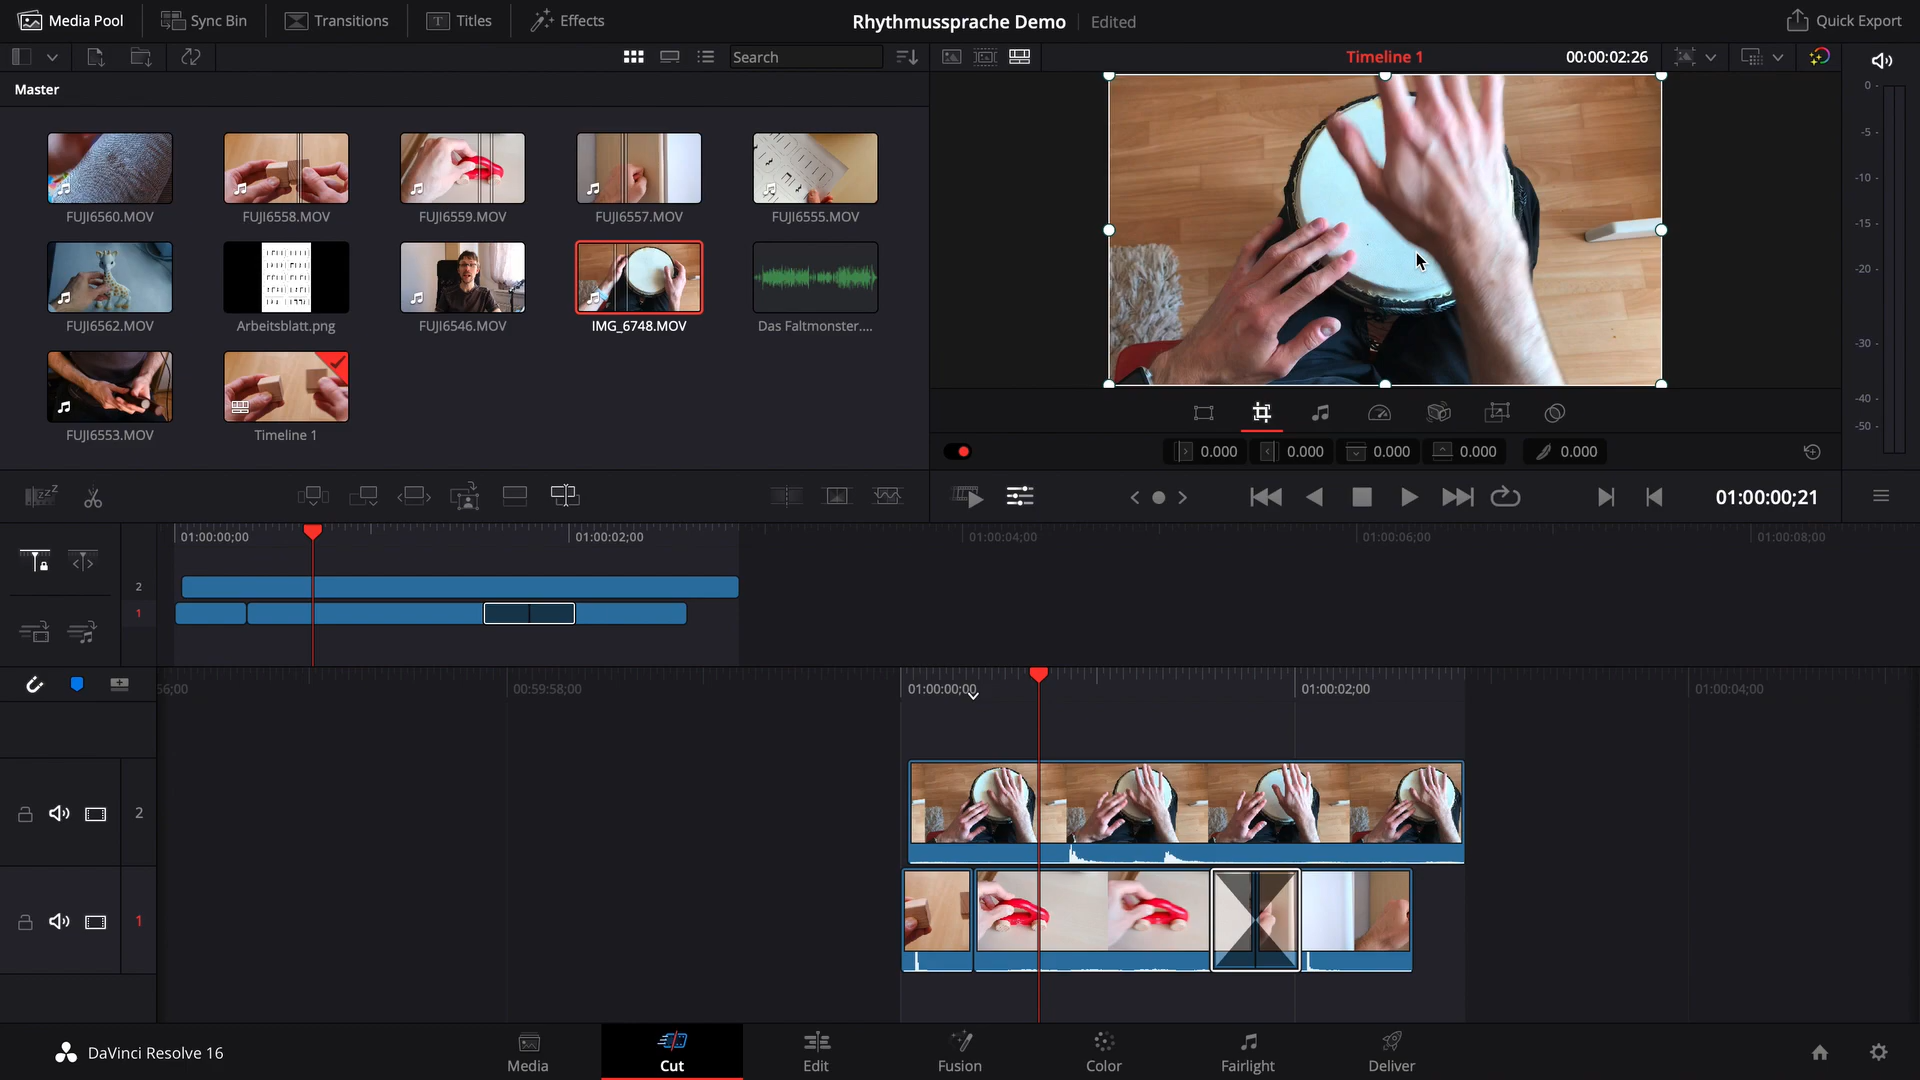 Media Pool
Sync Bin
Transitions
Titles
Effects
Rhythmussprache Demo
Edited
Quick Export
Search
Timeline 1
00:00:02:26
Master
FUJI6560.MOV
FUJI6558.MOV
FUJI6559.MOV
FUJI6557.MOV
FUJI6555.MOV
FUJI6562.MOV
Arbeitsblatt.png
FUJI6546.MOV
IMG_6748.MOV
Das Faltmonster....
FUJI6553.MOV
Timeline 1
0
-5
-10
-15
-20
-30
-40
-50
0.000
0.000
0.000
0.000
0.000
01:00:00;21
01:00:00;00
01:00:02;00
01:00:04;00
01:00:06;00
01:00:08;00
2
1
56;00
00:59:58;00
01:00:00;00
01:00:02;00
01:00:04;00
2
1
DaVinci Resolve 16
Media
Cut
Edit
Fusion
Color
Fairlight
Deliver